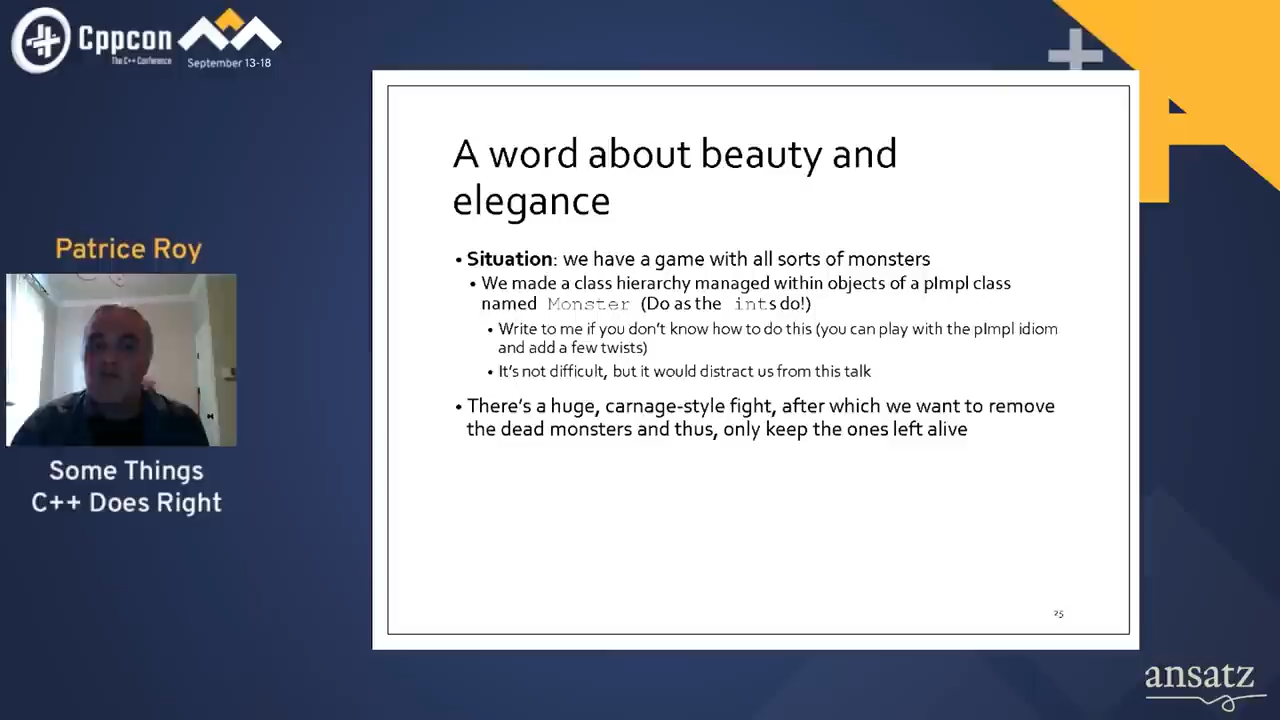 Cppcon
The C++ Conference
September 13-18
A word about beauty and
elegance
• Situation: we have a game with all sorts of monsters
• We made a class hierarchy managed within objects of a pImpl class
named Monster (Do as the ints do!)
• Write to me if you don't know how to do this (you can play with the pImpl idiom
and add a few twists)
• It's not difficult, but it would distract us from this talk
• There's a huge, carnage-style fight, after which we want to remove
the dead monsters and thus, only keep the ones left alive
25
Patrice Roy
Some Things
C++ Does Right
ansatz